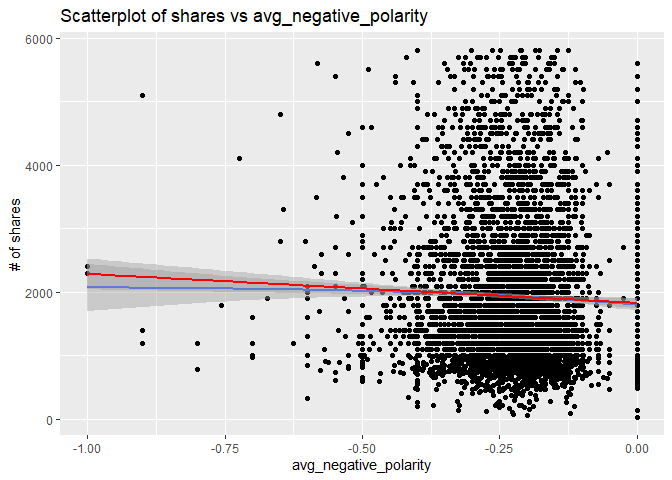 Scatterplot of shares vs avg_negative_polarity
6000
4000
2000
0
# of shares
-1.00 -0.75 -0.50 -0.25 0.00
avg_negative_polarity